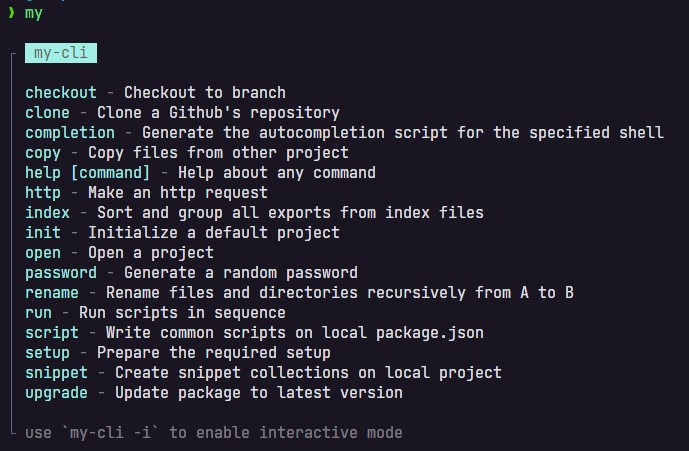 ❯ my
my-cli
checkout - Checkout to branch
clone - Clone a Github's repository
completion - Generate the autocompletion script for the specified shell
copy - Copy files from other project
help [command] - Help about any command
http - Make an http request
index - Sort and group all exports from index files
init - Initialize a default project
open - Open a project
password - Generate a random password
rename - Rename files and directories recursively from A to B
run - Run scripts in sequence
script - Write common scripts on local package.json
setup - Prepare the required setup
snippet - Create snippet collections on local project
upgrade - Update package to latest version
use `my-cli -i` to enable interactive mode